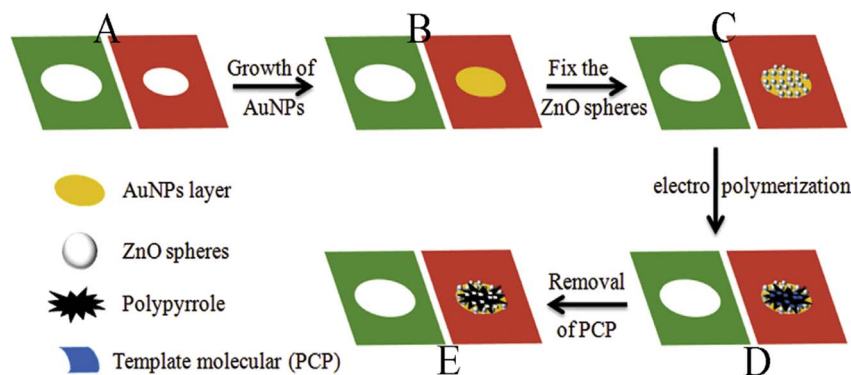 A
B
C
Growth of
AuNPs
Fix the
ZnO spheres
electro polymerization
AuNPs layer
ZnO spheres
Polypyrrole
Template molecular (PCP)
Removal
of PCP
E
D